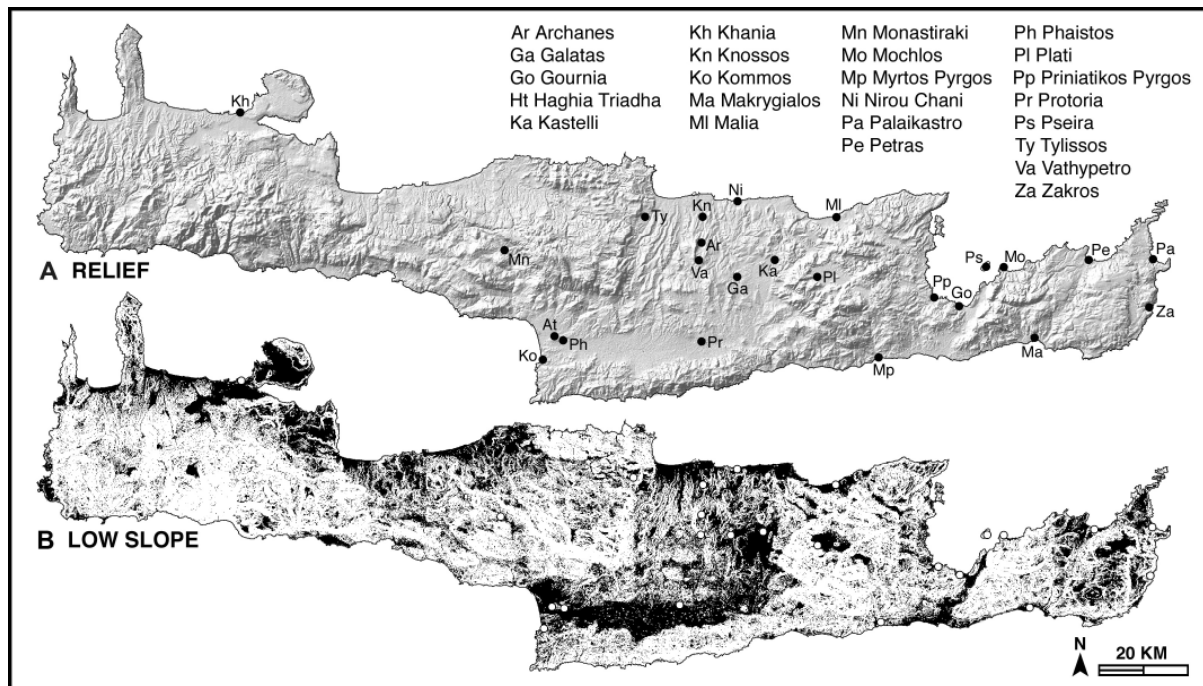 Ar Archanes
Ga Galatas
Go Gournia
Ht Haghia Triadha
Ka Kastelli
Kh Khania
Kn Knossos
Ko Kommos
Ma Makrygialos
Ml Malia
Mn Monastiraki
Mo Mochlos
Mp Myrtos Pyrgos
Ni Nirou Chani
Pa Palaikastro
Pe Petras
Ph Phaistos
Pl Plati
Pp Priniatikos Pyrgos
Pr Protoria
Ps Pseira
Ty Tylissos
Va Vathypetro
Za Zakros
Kh
Ni
Ty
Kn
Ml
Ar
Mn
Va
Ka
Ga
Pl
Ps
Mo
Pe
Pa
Pp
Go
Za
At
Ph
Ko
Pr
Mp
Ma
A RELIEF
B LOW SLOPE
N
20 KM